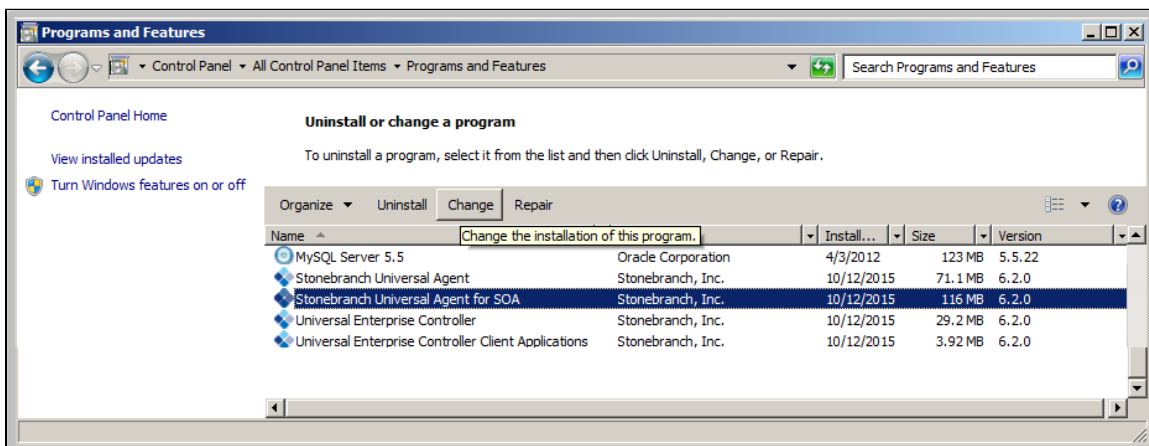 Programs and Features
Control Panel All Control Panel Items Programs and Features Search Programs and Features
Control Panel Home
View installed updates
Turn Windows features on or off
Uninstall or change a program
To uninstall a program, select it from the list and then click Uninstall, Change, or Repair.
Organize Uninstall Change Repair
Name Install... Size Version
Change the installation of this program.
MySQL Server 5.5 Oracle Corporation 4/3/2012 123 MB 5.5.22
Stonebranch Universal Agent Stonebranch, Inc. 10/12/2015 71.1 MB 6.2.0
Stonebranch Universal Agent for SOA Stonebranch, Inc. 10/12/2015 116 MB 6.2.0
Universal Enterprise Controller Stonebranch, Inc. 10/12/2015 29.2 MB 6.2.0
Universal Enterprise Controller Client Applications Stonebranch, Inc. 10/12/2015 3.92 MB 6.2.0